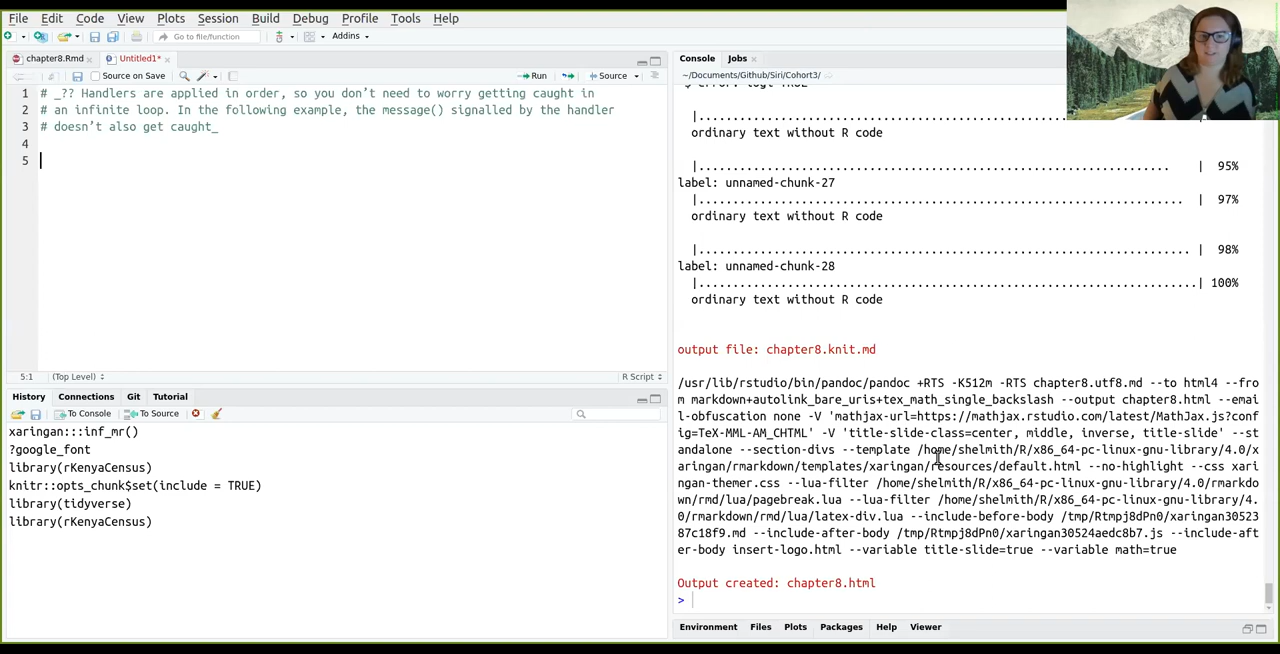 File Edit Code View Plots Session Build Debug Profile Tools Help
Go to file/function Addins
chapter8.Rmd Untitled1*
Source on Save Run Source
1 # _?? Handlers are applied in order, so you don’t need to worry getting caught in
2 # an infinite loop. In the following example, the message() signalled by the handler
3 # doesn’t also get caught_
4
5
5:1 (Top Level) R Script
History Connections Git Tutorial
To Console To Source
xaringan:::inf_mr()
?google_font
library(rKenyaCensus)
knitr::opts_chunk$set(include = TRUE)
library(tidyverse)
library(rKenyaCensus)
Console Jobs
~/Documents/Github/Siri/Cohort3/
$ error: logi TRUE
|.....................................................................
ordinary text without R code
|....................................................................... | 95%
label: unnamed-chunk-27
|......................................................................... | 97%
ordinary text without R code
|.......................................................................... | 98%
label: unnamed-chunk-28
|...........................................................................| 100%
ordinary text without R code
output file: chapter8.knit.md
/usr/lib/rstudio/bin/pandoc/pandoc +RTS -K512m -RTS chapter8.utf8.md --to html4 --fro
m markdown+autolink_bare_uris+tex_math_single_backslash --output chapter8.html --emai
l-obfuscation none -V 'mathjax-url=https://mathjax.rstudio.com/latest/MathJax.js?conf
ig=TeX-MML-AM_CHTML' -V 'title-slide-class=center, middle, inverse, title-slide' --st
andalone --section-divs --template /home/shelmith/R/x86_64-pc-linux-gnu-library/4.0/x
aringan/rmarkdown/templates/xaringan/resources/default.html --no-highlight --css xari
ngan-themer.css --lua-filter /home/shelmith/R/x86_64-pc-linux-gnu-library/4.0/rmarkdo
wn/rmd/lua/pagebreak.lua --lua-filter /home/shelmith/R/x86_64-pc-linux-gnu-library/4.
0/rmarkdown/rmd/lua/latex-div.lua --include-before-body /tmp/Rtmpj8dPn0/xaringan30523
87c18f9.md --include-after-body /tmp/Rtmpj8dPn0/xaringan30524aedc8b7.js --include-aft
er-body insert-logo.html --variable title-slide=true --variable math=true
Output created: chapter8.html
>
Environment Files Plots Packages Help Viewer